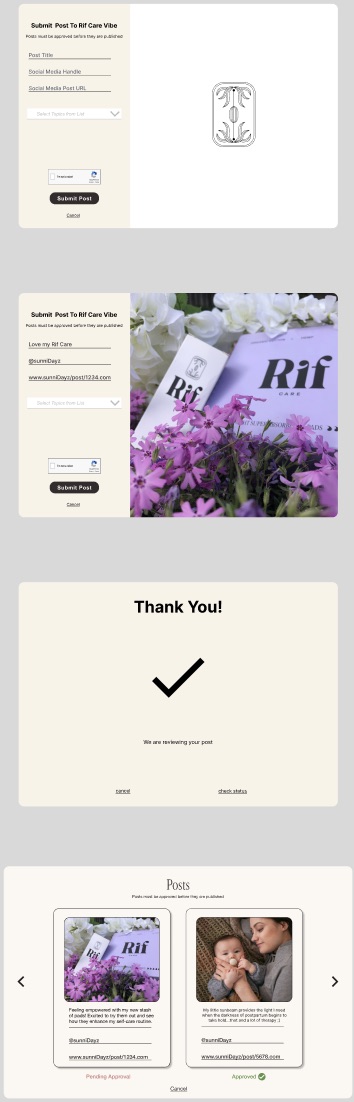 Submit Post To Rif Care Vibe
Posts must be approved before they are published
Post Title
Social Media Handle
Social Media Post URL
Select Topics from List
I'm not a robot
Submit Post
Cancel
Submit Post To Rif Care Vibe
Posts must be approved before they are published
Love my Rif Care
@sunniDayz
www.sunniDayz/post/1234.com
Select Topics from List
I'm not a robot
Submit Post
Cancel
Rif
Rif
CARE
PADS
Thank You!
We are reviewing your post
cancel
check status
Posts
Posts must be approved before they are published
Rif
Rif
Feeling empowered with my new stash
of pads! Excited to try them out and see
how they enhance my self-care routine.
@sunniDayz
www.sunniDayz/post/1234.com
Pending Approval
My little sunbeam provides the light I need
when the darkness of postpartum begins to
take hold...that and a lot of therapy ;)
@sunniDayz
www.sunniDayz/post/5678.com
Approved
Cancel